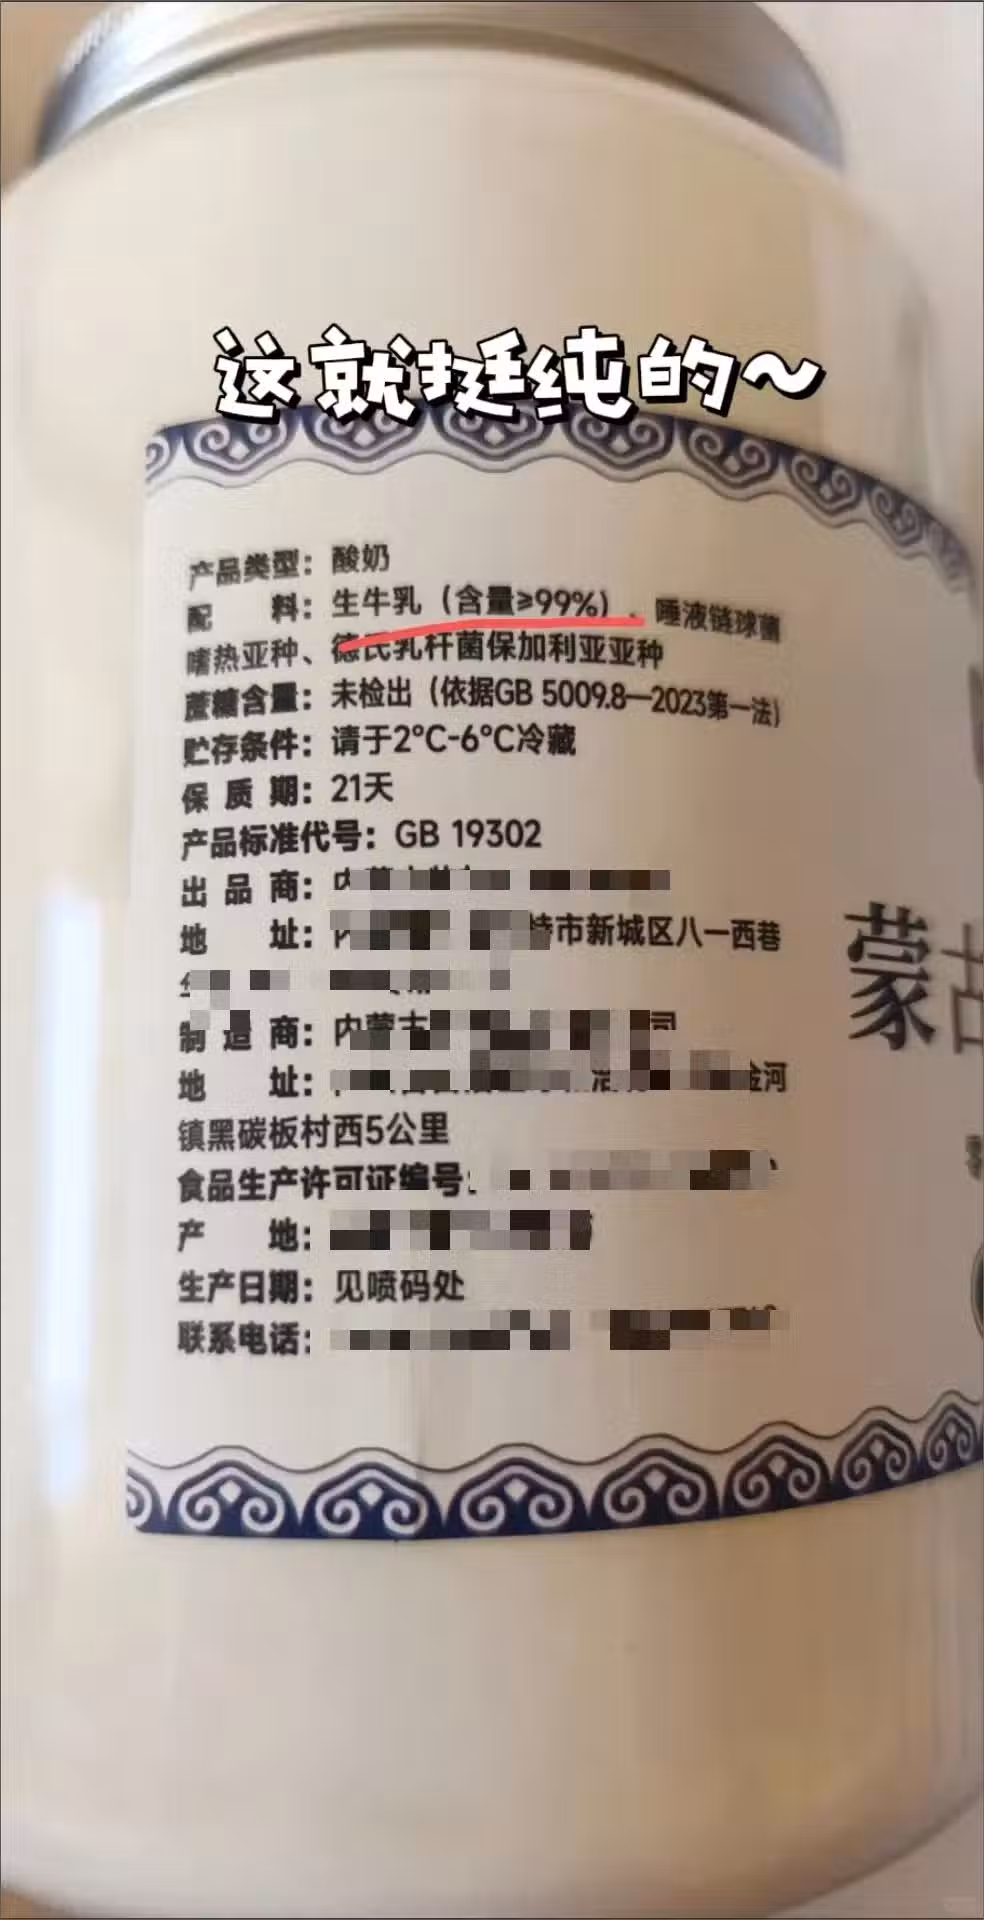 这就挺纯的~
产品类型：酸奶
配 料：生牛乳（含量≥99%）、唾液链球菌
嗜热亚种、德氏乳杆菌保加利亚亚种
蔗糖含量：未检出（依据GB 5009.8—2023第一法）
贮存条件：请于2°C-6°C冷藏
保 质 期：21天
产品标准代号：GB 19302
出 品 商：内
地 址：市新城区八一西巷
制 造 商：内蒙古 司
地 址：金河
镇黑碳板村西5公里
食品生产许可证编号：
产 地：
生产日期：见喷码处
联系电话：
蒙古
零